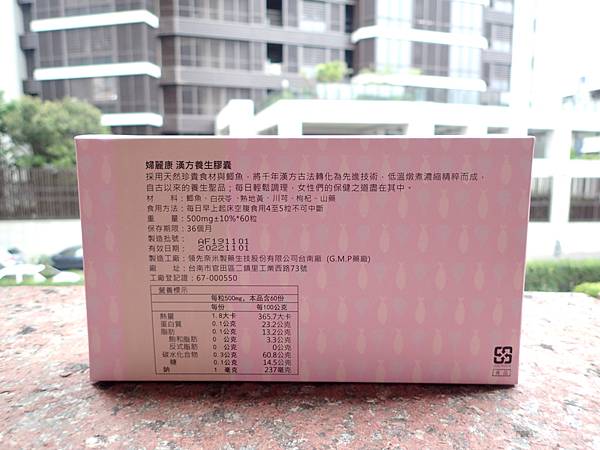 婦麗康 漢方養生膠囊
採用天然珍貴食材與鯽魚，將千年漢方古法轉化為先進技術，低溫燉煮濃縮精粹而成，
自古以來的養生聖品；每日輕鬆調理，女性們的保健之道盡在其中。
材 料：鯽魚、白茯苓、熟地黃、川芎、枸杞、山藥
食用方法：每日早上起床空腹食用4至5粒不可中斷
重 量：500mg±10%*60粒
保存期限：36個月
製造批號： AF191101
有效日期： 20221101
製造工廠：領先奈米製藥生技股份有限公司台南廠 (G.M.P藥廠)
廠 址：台南市官田區二鎮里工業西路73號
工廠登記證：67-000550
營養標示
每粒500mg，本品含60份
每份 每100公克
熱量 1.8大卡 365.7大卡
蛋白質 0.1公克 23.2公克
脂肪 0.1公克 13.2公克
飽和脂肪 0 公克 3.3公克
反式脂肪 0 公克 0公克
碳水化合物 0.3公克 60.8公克
糖 0.1公克 14.5公克
鈉 1 毫克 237毫克